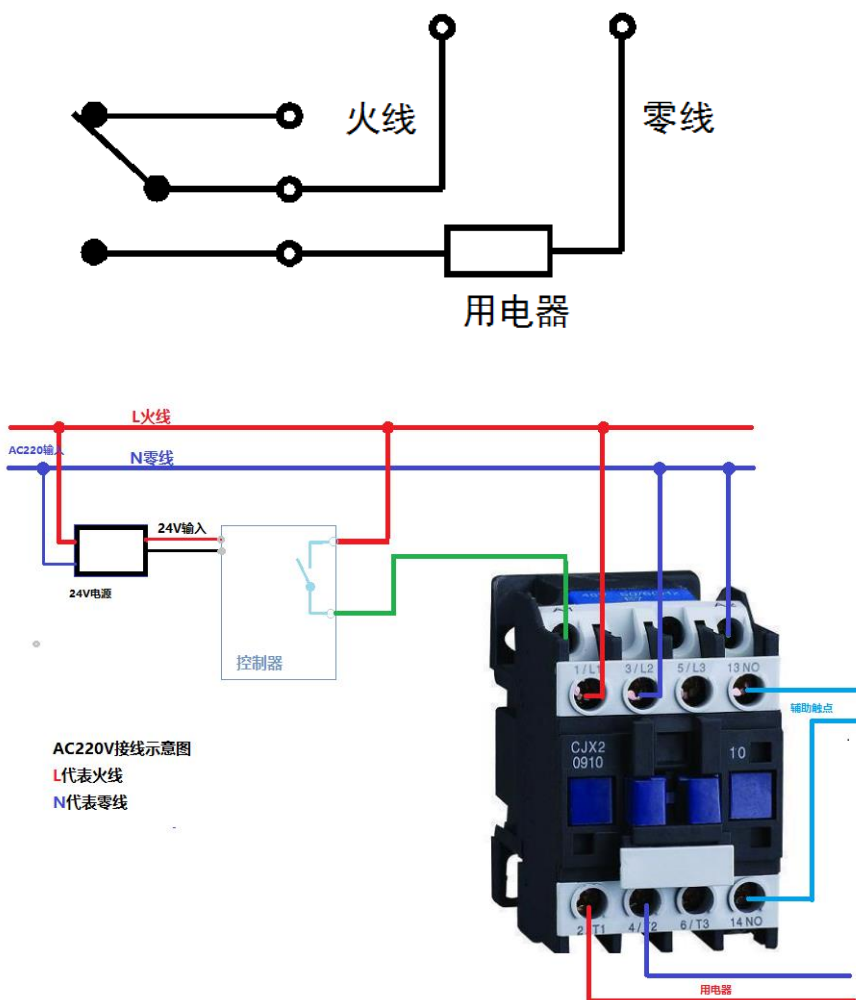 火线
零线
用电器
L火线
AC220输入
N零线
24V输入
24V电源
控制器
AC220V接线示意图
L代表火线
N代表零线
1/L1
3/L2
5/L3
13 NO
辅助触点
CJX2
0910
10
2/T1
4/T2
6/T3
14 NO
用电器